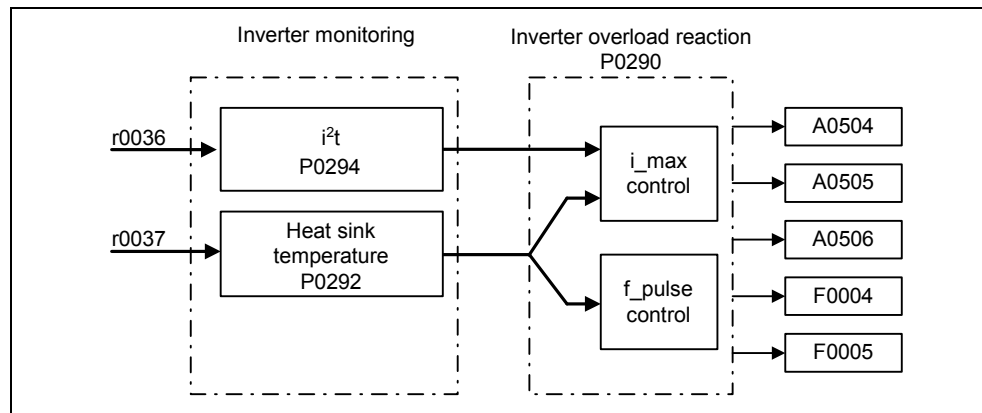 Inverter monitoring
Inverter overload reaction
P0290
r0036
i²t
P0294
r0037
Heat sink
temperature
P0292
i_max
control
f_pulse
control
A0504
A0505
A0506
F0004
F0005